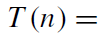 T (n) =